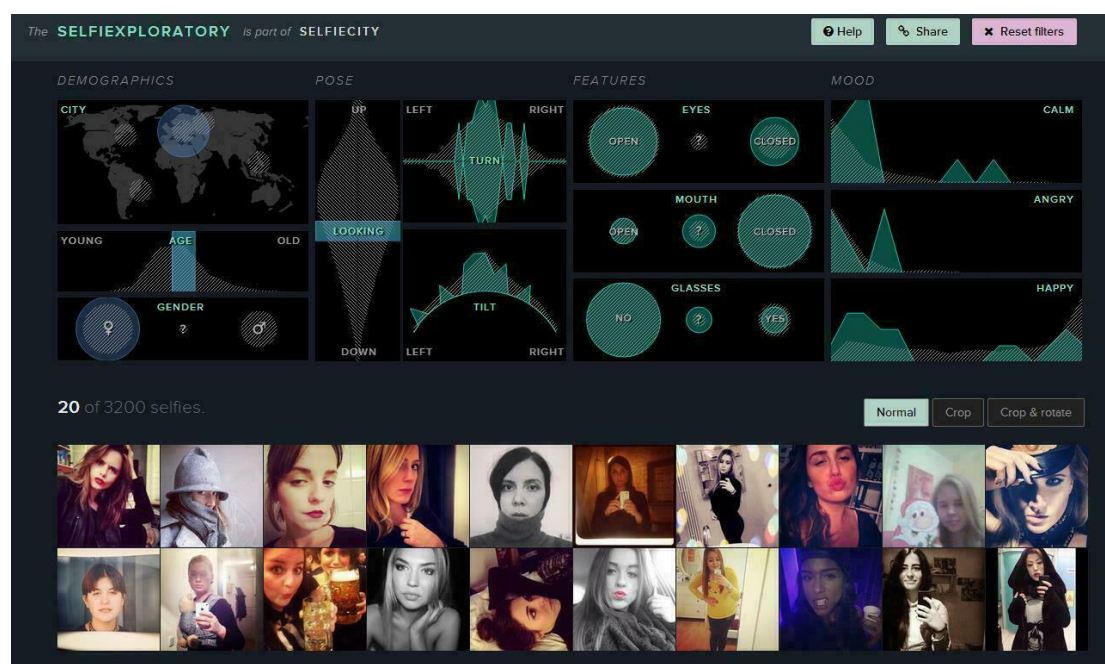 The SELFIEXPLORATORY is part of SELFIECITY
? Help
Share
× Reset filters
DEMOGRAPHICS
POSE
FEATURES
MOOD
CITY
YOUNG AGE OLD
GENDER
♀ ? ♂
UP
LOOKING
DOWN
LEFT RIGHT
TURN
TILT
LEFT RIGHT
EYES
OPEN ? CLOSED
MOUTH
OPEN ? CLOSED
GLASSES
NO ? YES
CALM
ANGRY
HAPPY
20 of 3200 selfies.
Normal
Crop
Crop & rotate